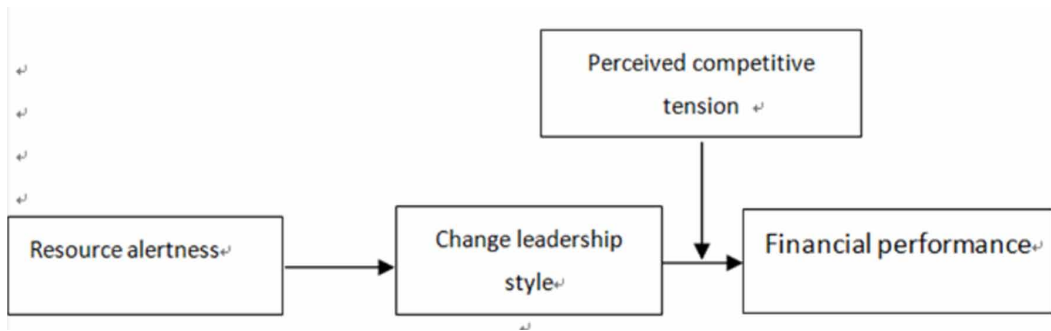 Perceived competitive
tension
Resource alertness
Change leadership
style
Financial performance